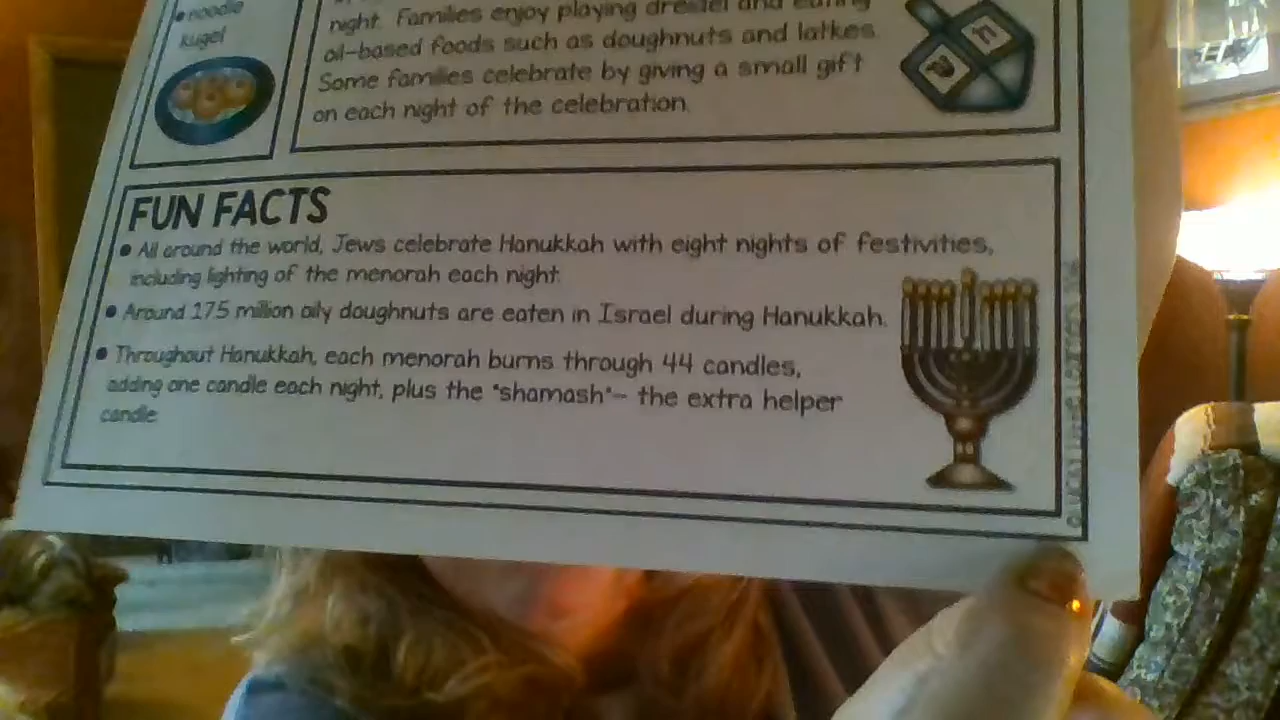 noodle
kugel
night. Families enjoy playing dreidel and eating
oil-based foods such as doughnuts and latkes.
Some families celebrate by giving a small gift
on each night of the celebration.
FUN FACTS
• All around the world, Jews celebrate Hanukkah with eight nights of festivities,
including lighting of the menorah each night.
• Around 17.5 million oily doughnuts are eaten in Israel during Hanukkah.
• Throughout Hanukkah, each menorah burns through 44 candles,
adding one candle each night, plus the "shamash"- the extra helper
candle